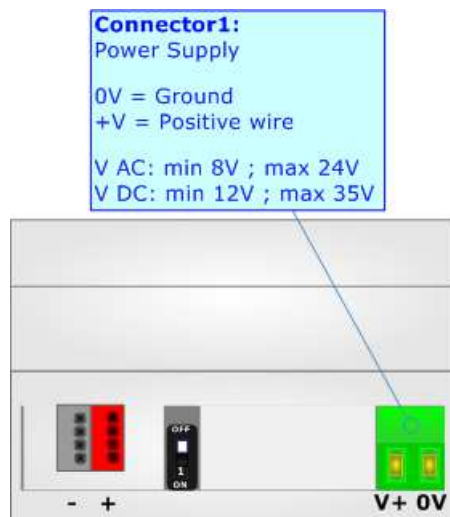 Connector1:
Power Supply
0V = Ground
+V = Positive wire
V AC: min 8V ; max 24V
V DC: min 12V ; max 35V
OFF
1
ON
- +
V+ 0V